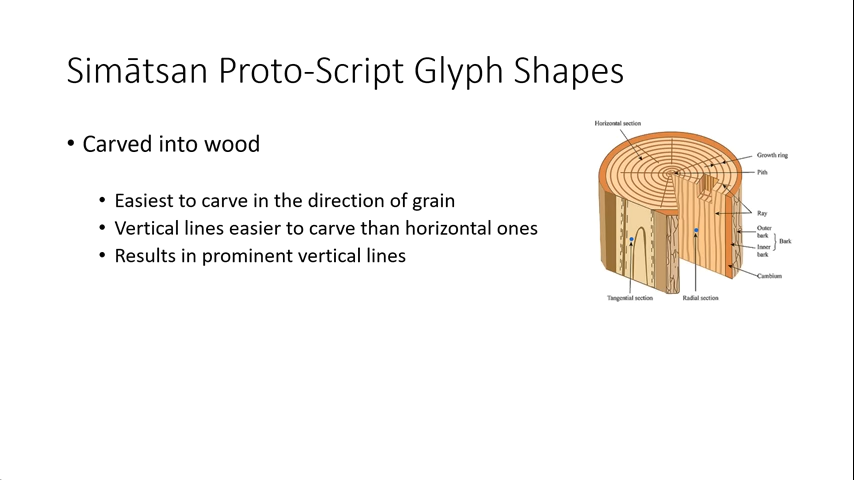 Simātsan Proto-Script Glyph Shapes
• Carved into wood
• Easiest to carve in the direction of grain
• Vertical lines easier to carve than horizontal ones
• Results in prominent vertical lines
Horizontal section
Growth ring
Pith
Ray
Outer
bark
Inner
bark
Bark
Cambium
Tangential section
Radial section